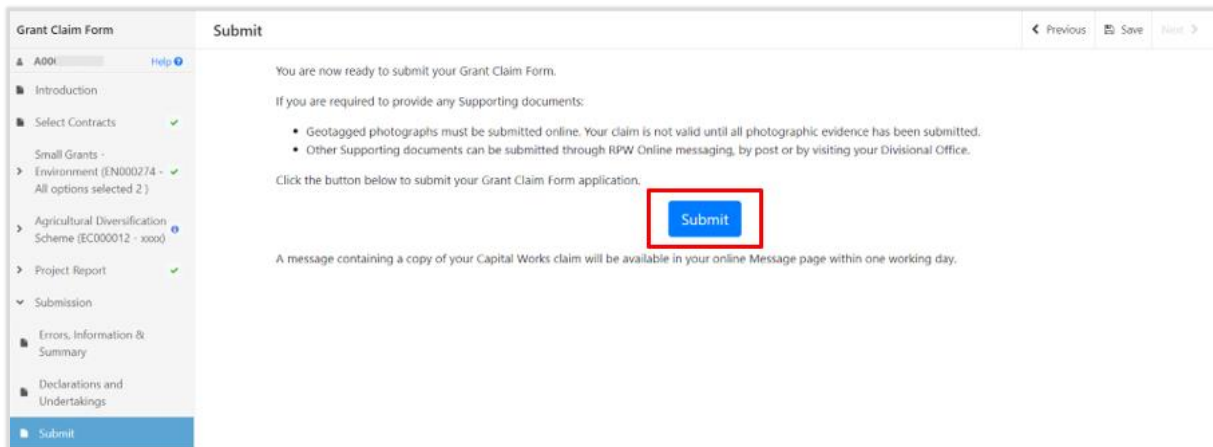 Grant Claim Form
Submit
Previous
Save
Next
A00
Help
Introduction
Select Contracts
Small Grants -
Environment (EN000274 -
All options selected 2 )
Agricultural Diversification
Scheme (EC000012 - xxxx)
Project Report
Submission
Errors, Information &
Summary
Declarations and
Undertakings
Submit
You are now ready to submit your Grant Claim Form.
If you are required to provide any Supporting documents:
• Geotagged photographs must be submitted online. Your claim is not valid until all photographic evidence has been submitted.
• Other Supporting documents can be submitted through RPW Online messaging, by post or by visiting your Divisional Office.
Click the button below to submit your Grant Claim Form application.
Submit
A message containing a copy of your Capital Works claim will be available in your online Message page within one working day.